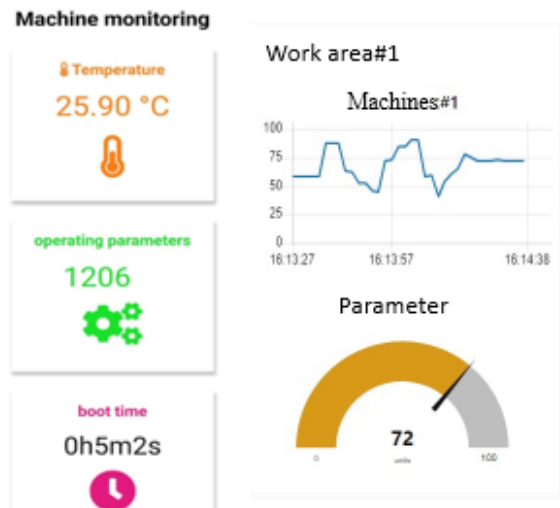 Machine monitoring
Temperature
25.90 °C
operating parameters
1206
boot time
0h5m2s
Work area#1
Machines#1
100
75
50
25
0
16:13:27
16:13:57
16:14:38
Parameter
72
units
0
100